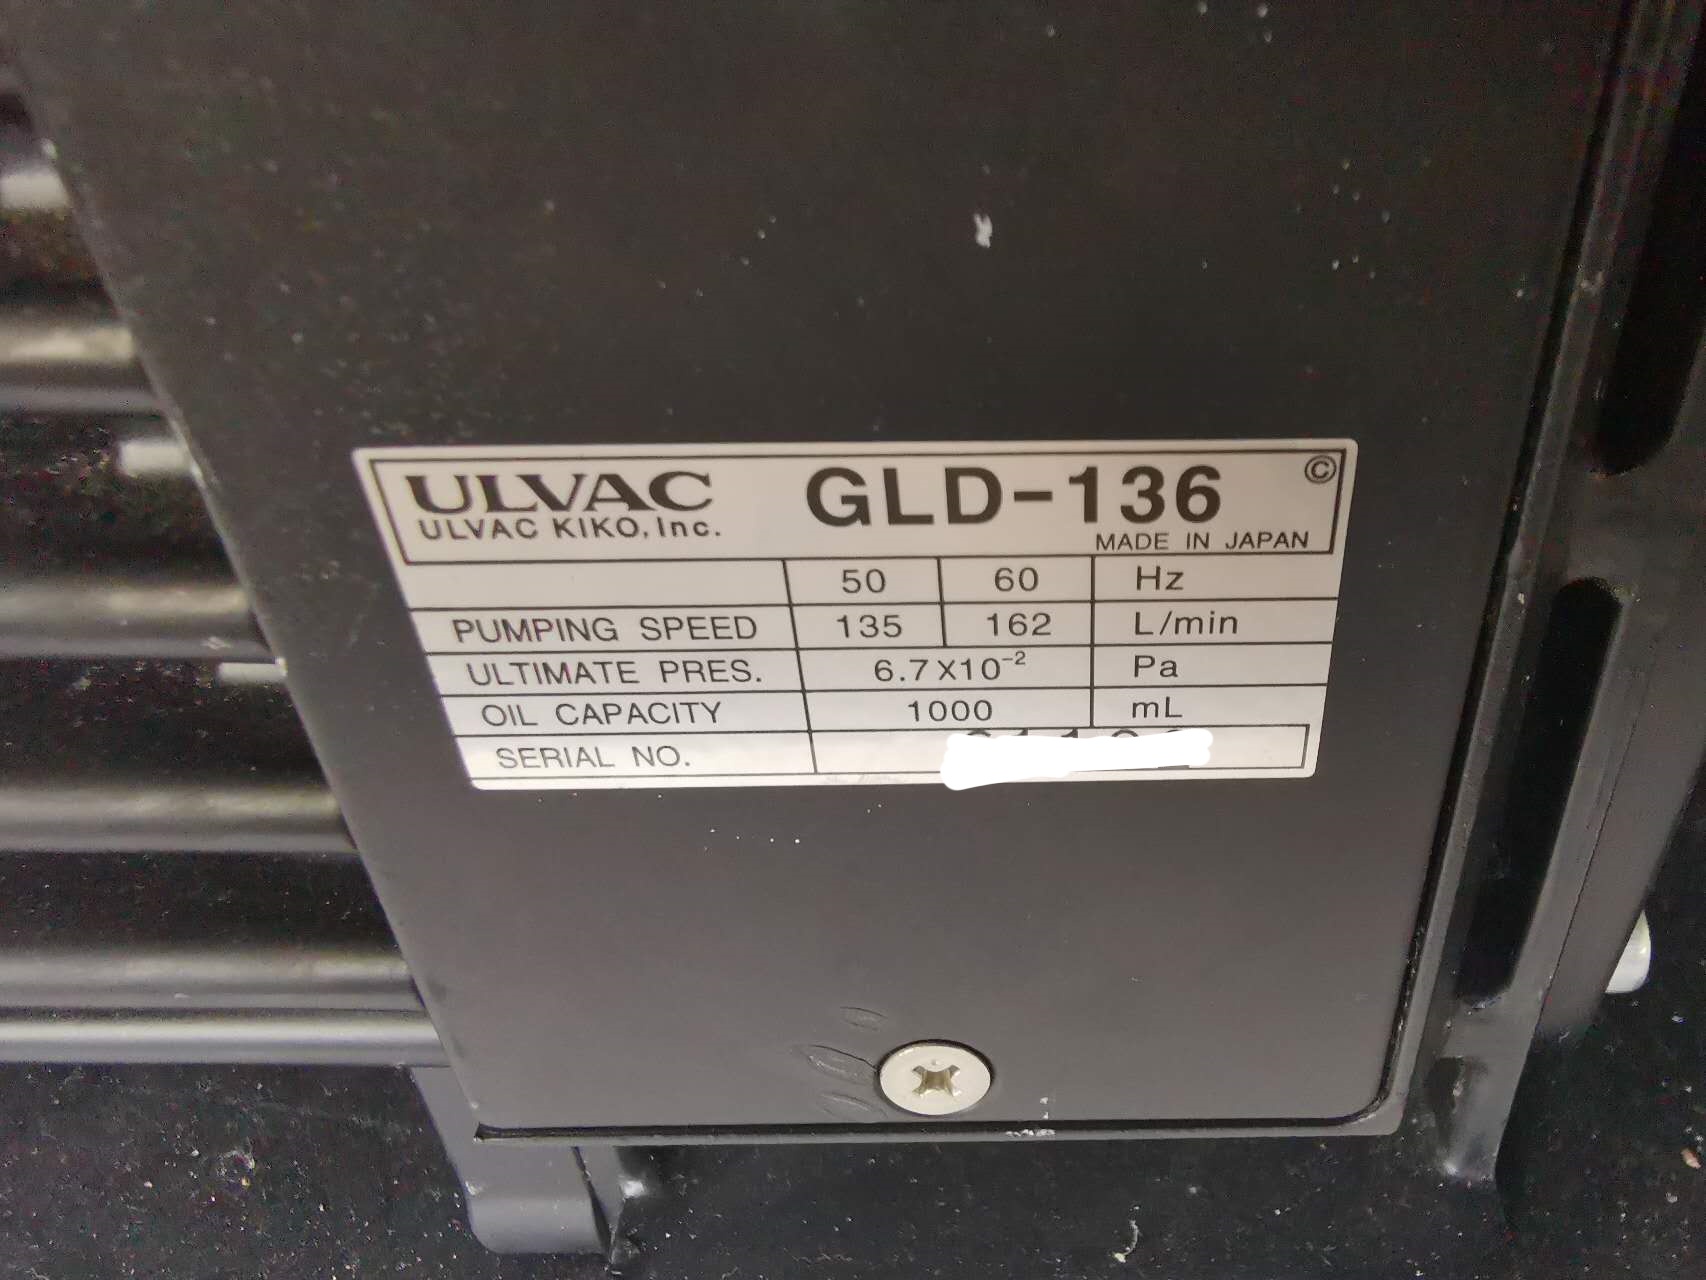 ULVAC GLD-136 ©
ULVAC KIKO, Inc.
MADE IN JAPAN
50 60 Hz
PUMPING SPEED 135 162 L/min
ULTIMATE PRES. 6.7X10⁻² Pa
OIL CAPACITY 1000 mL
SERIAL NO.